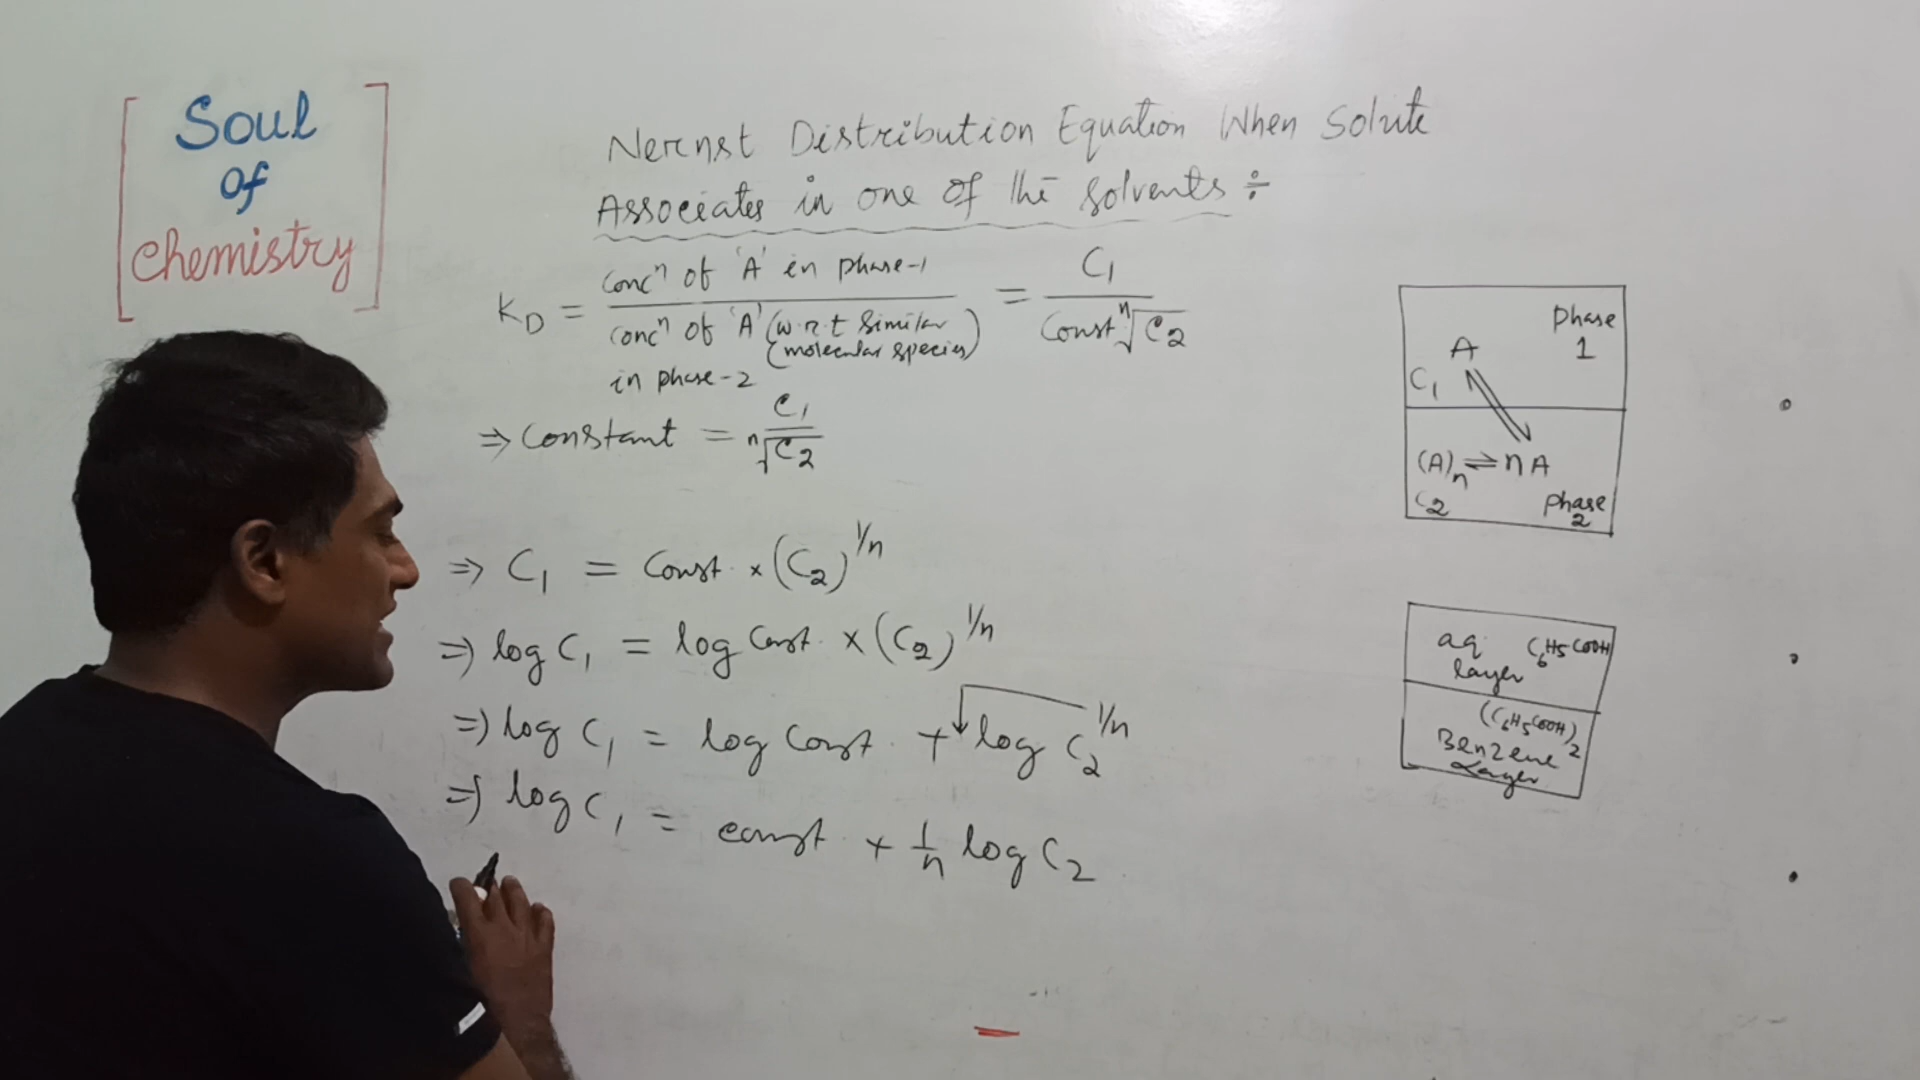 Soul
Of
Chemistry
Nernst Distribution Equation When Solute
Associates in one of the solvents ÷
K_D = concⁿ of 'A' in phase-1 / concⁿ of 'A' (w.r.t similar (molecular species) in phase-2 = C₁ / Const ⁿ√C₂
⇒ Constant = C₁ / ⁿ√C₂
⇒ C₁ = Const. × (C₂)^1/n
⇒ log C₁ = log Const. × (C₂)^1/n
⇒ log C₁ = log Const. + log C₂^1/n
⇒ log C₁ = const. + 1/n log C₂
phase
1
A
C₁
(A)n ⇌ nA
C₂
phase
2
aq C₆H₅COOH
layer
(C₆H₅COOH)₂
Benzene
Layer